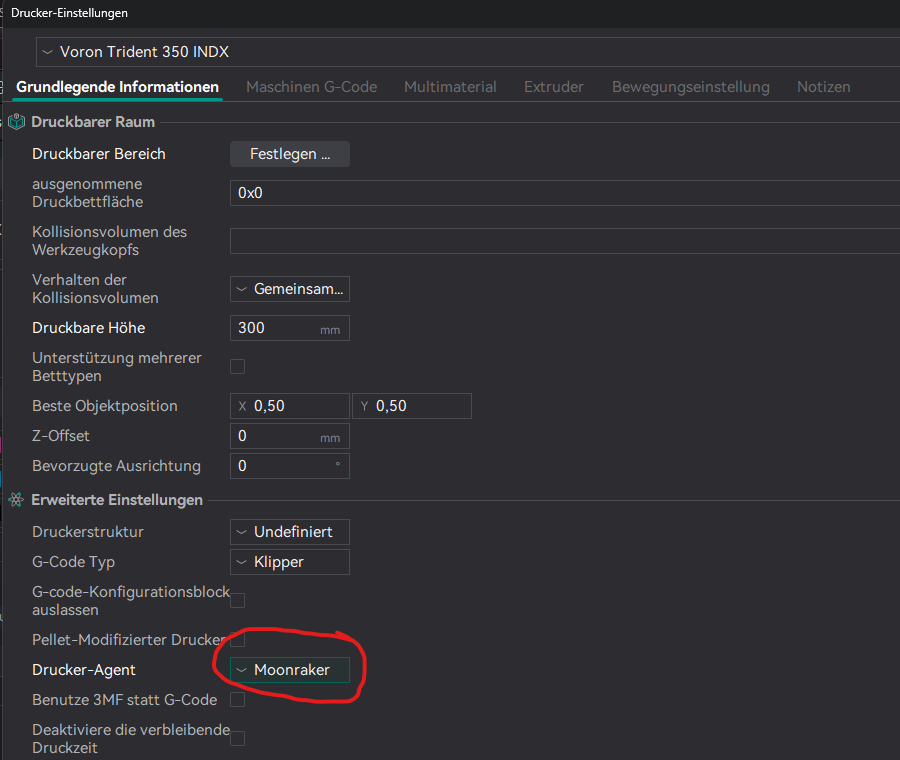 Drucker-Einstellungen
Voron Trident 350 INDX
Grundlegende Informationen Maschinen G-Code Multimaterial Extruder Bewegungseinstellung Notizen
Druckbarer Raum
Druckbarer Bereich Festlegen ...
ausgenommene
Druckbettfläche
0x0
Kollisionsvolumen des
Werkzeugkopfs
Verhalten der
Kollisionsvolumen
Gemeinsam...
Druckbare Höhe 300 mm
Unterstützung mehrerer
Betttypen
Beste Objektposition X 0,50 Y 0,50
Z-Offset 0 mm
Bevorzugte Ausrichtung 0 °
Erweiterte Einstellungen
Druckerstruktur Undefiniert
G-Code Typ Klipper
G-code-Konfigurationsblock
auslassen
Pellet-Modifizierter Drucker
Drucker-Agent Moonraker
Benutze 3MF statt G-Code
Deaktiviere die verbleibende
Druckzeit